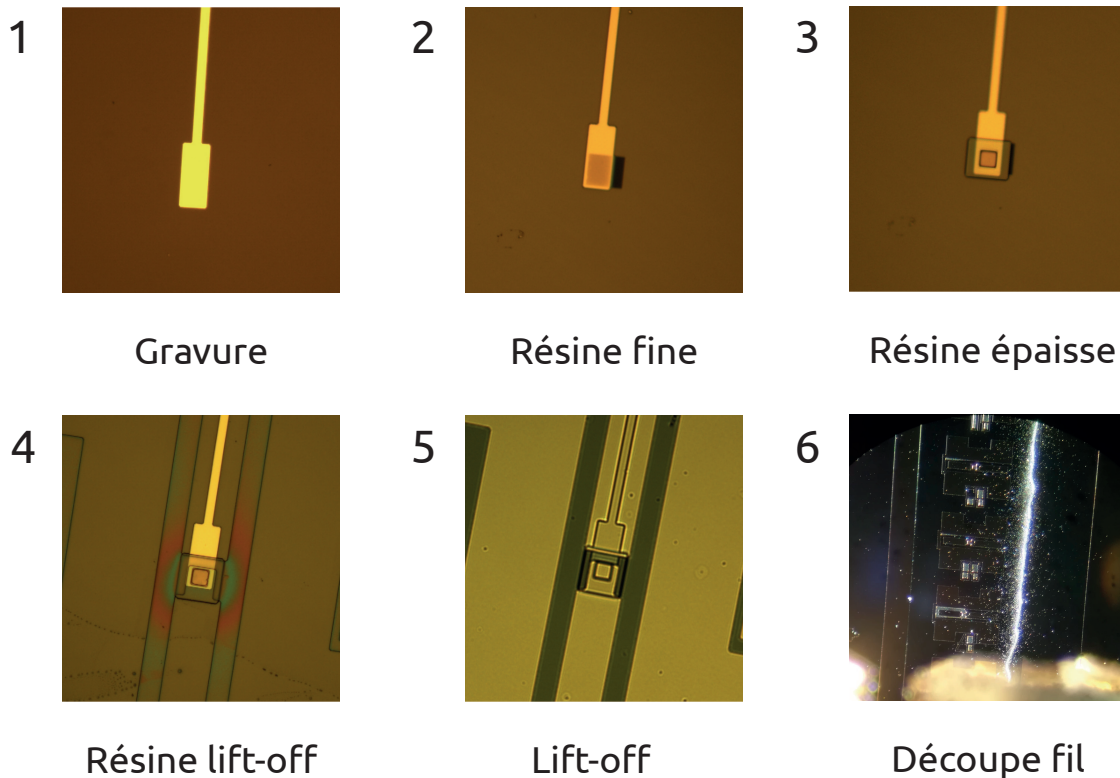 1
2
3
Gravure
Résine fine
Résine épaisse
4
5
6
Résine lift-off
Lift-off
Découpe fil